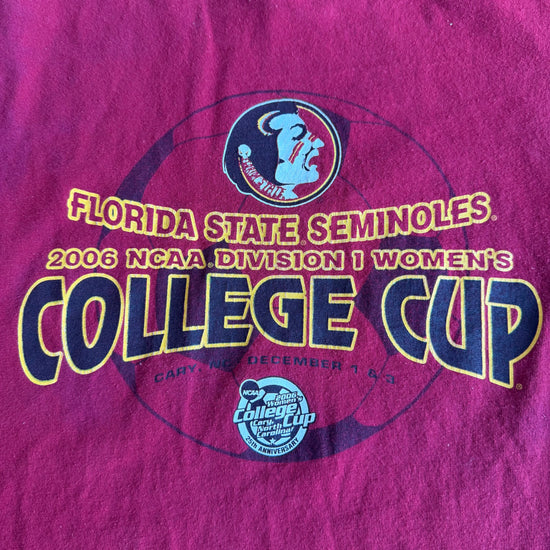 FLORIDA STATE SEMINOLES
2006 NCAA DIVISION I WOMEN'S
COLLEGE CUP
CARY, NC DECEMBER 1 & 3
NCAA
2006
Women's
College
Cup
Cary,
North
Carolina
25TH ANNIVERSARY